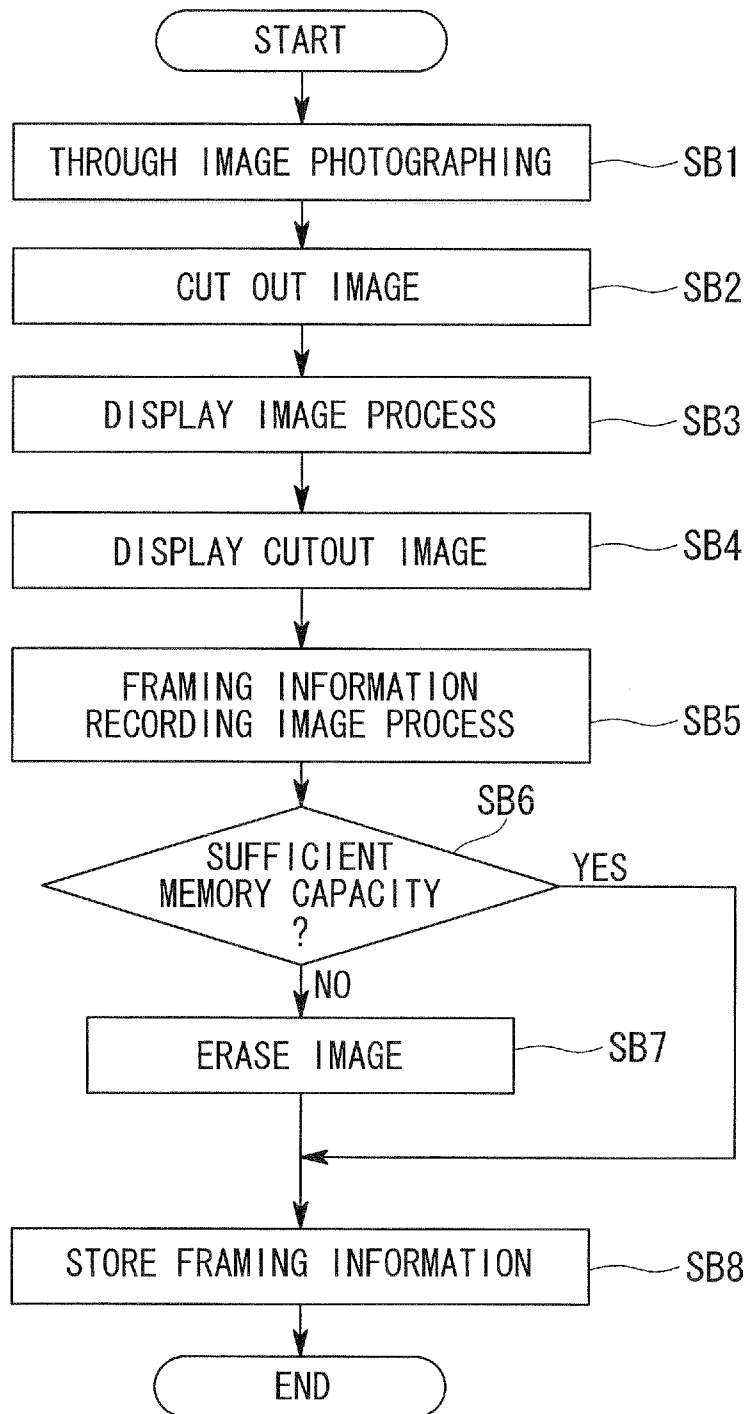 START
THROUGH IMAGE PHOTOGRAPHING
SB1
CUT OUT IMAGE
SB2
DISPLAY IMAGE PROCESS
SB3
DISPLAY CUTOUT IMAGE
SB4
FRAMING INFORMATION
RECORDING IMAGE PROCESS
SB5
SB6
SUFFICIENT
MEMORY CAPACITY
?
YES
NO
ERASE IMAGE
SB7
STORE FRAMING INFORMATION
SB8
END